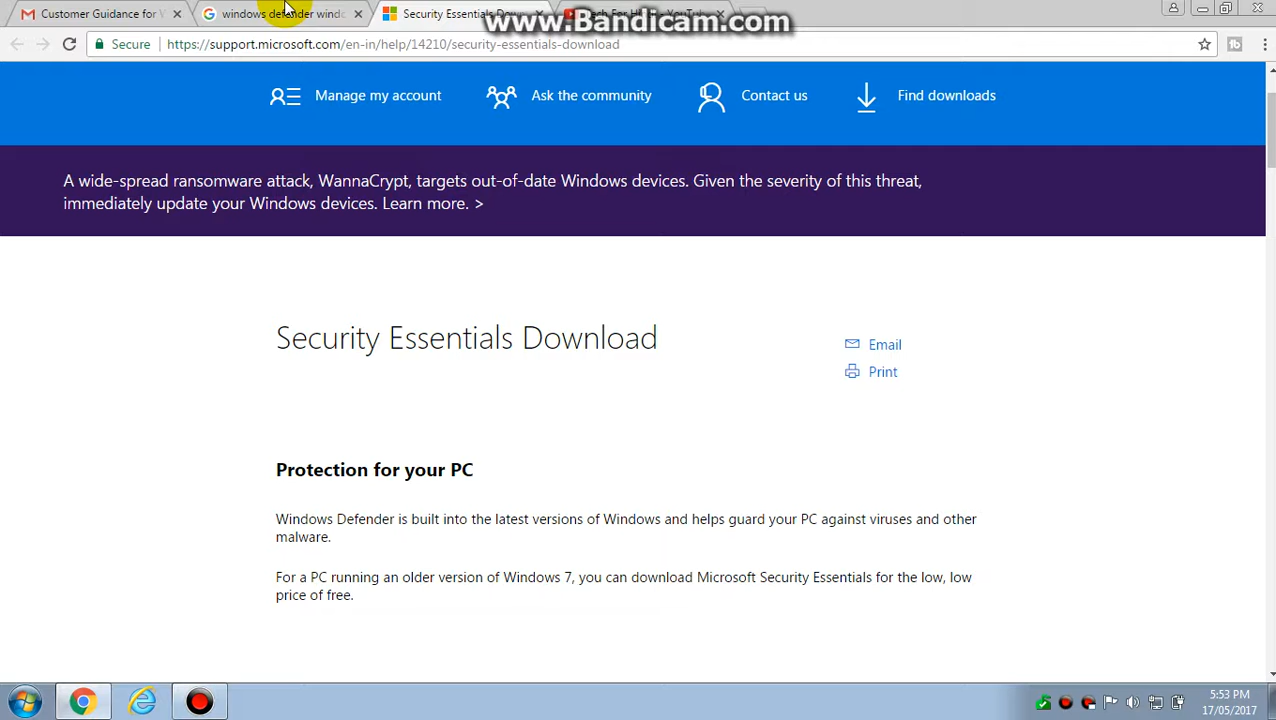 Customer Guidance for
windows defender wind
Security Essentials Dow
www.Bandicam.com
Secure
https://support.microsoft.com/en-in/help/14210/security-essentials-download
Manage my account
Ask the community
Contact us
Find downloads
A wide-spread ransomware attack, WannaCrypt, targets out-of-date Windows devices. Given the severity of this threat,
immediately update your Windows devices. Learn more. >
Security Essentials Download
Email
Print
Protection for your PC
Windows Defender is built into the latest versions of Windows and helps guard your PC against viruses and other
malware.
For a PC running an older version of Windows 7, you can download Microsoft Security Essentials for the low, low
price of free.
5:53 PM
17/05/2017